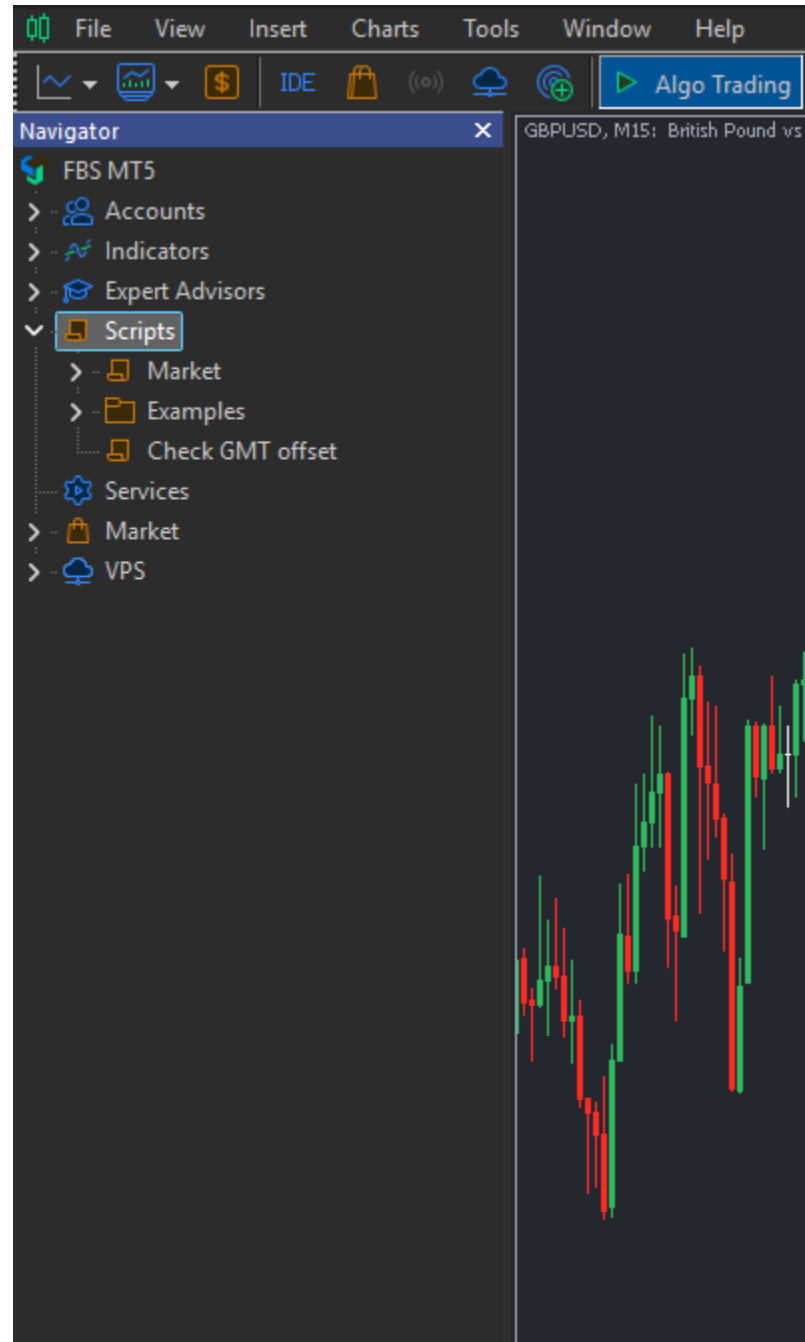 File View Insert Charts Tools Window Help
$ IDE Algo Trading
Navigator
GBPUSD, M15: British Pound vs
FBS MT5
Accounts
Indicators
Expert Advisors
Scripts
Market
Examples
Check GMT offset
Services
Market
VPS